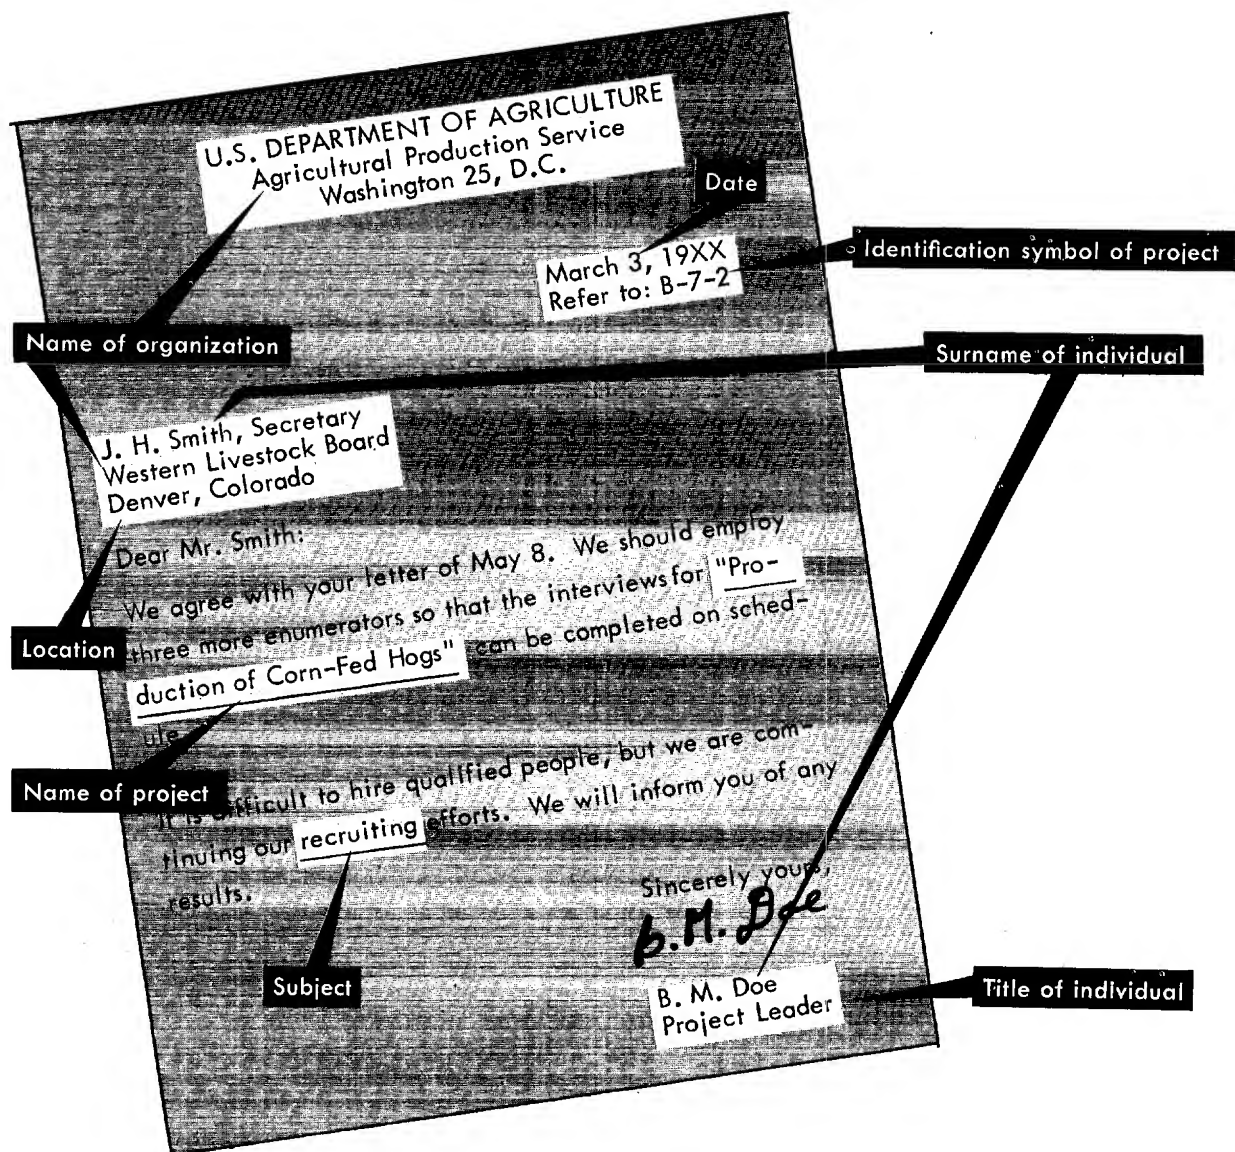 U.S. DEPARTMENT OF AGRICULTURE
Agricultural Production Service
Washington 25, D.C.
Date
March 3, 19XX
Refer to: B-7-2
Identification symbol of project
Name of organization
Surname of individual
J. H. Smith, Secretary
Western Livestock Board
Denver, Colorado
Dear Mr. Smith:
We agree with your letter of May 8. We should employ
three more enumerators so that the interviews for "Pro-
Location
duction of Corn-Fed Hogs" can be completed on sched-
ule.
Name of project
It is difficult to hire qualified people, but we are con-
tinuing our recruiting efforts. We will inform you of any
results.
Sincerely yours,
B.M. Doe
Subject
B. M. Doe
Project Leader
Title of individual